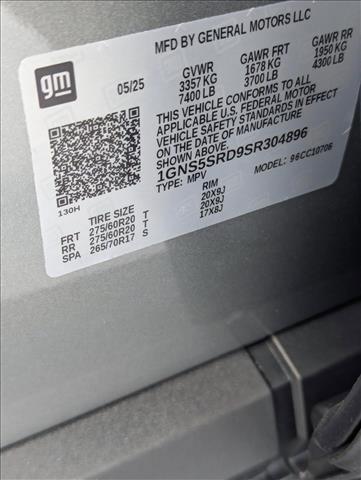 gm
MFD BY GENERAL MOTORS LLC
05/25
GVWR GAWR FRT GAWR RR
3357 KG 1678 KG 1950 KG
7400 LB 3700 LB 4300 LB
THIS VEHICLE CONFORMS TO ALL
APPLICABLE U.S. FEDERAL MOTOR
VEHICLE SAFETY STANDARDS IN EFFECT
ON THE DATE OF MANUFACTURE
SHOWN ABOVE.
1GNS5SRD9SR304896
TYPE: MPV MODEL: 96CC10706
130H
TIRE SIZE RIM
FRT 275/60R20 T 20X9J
RR 275/60R20 T 20X9J
SPA 265/70R17 S 17X8J